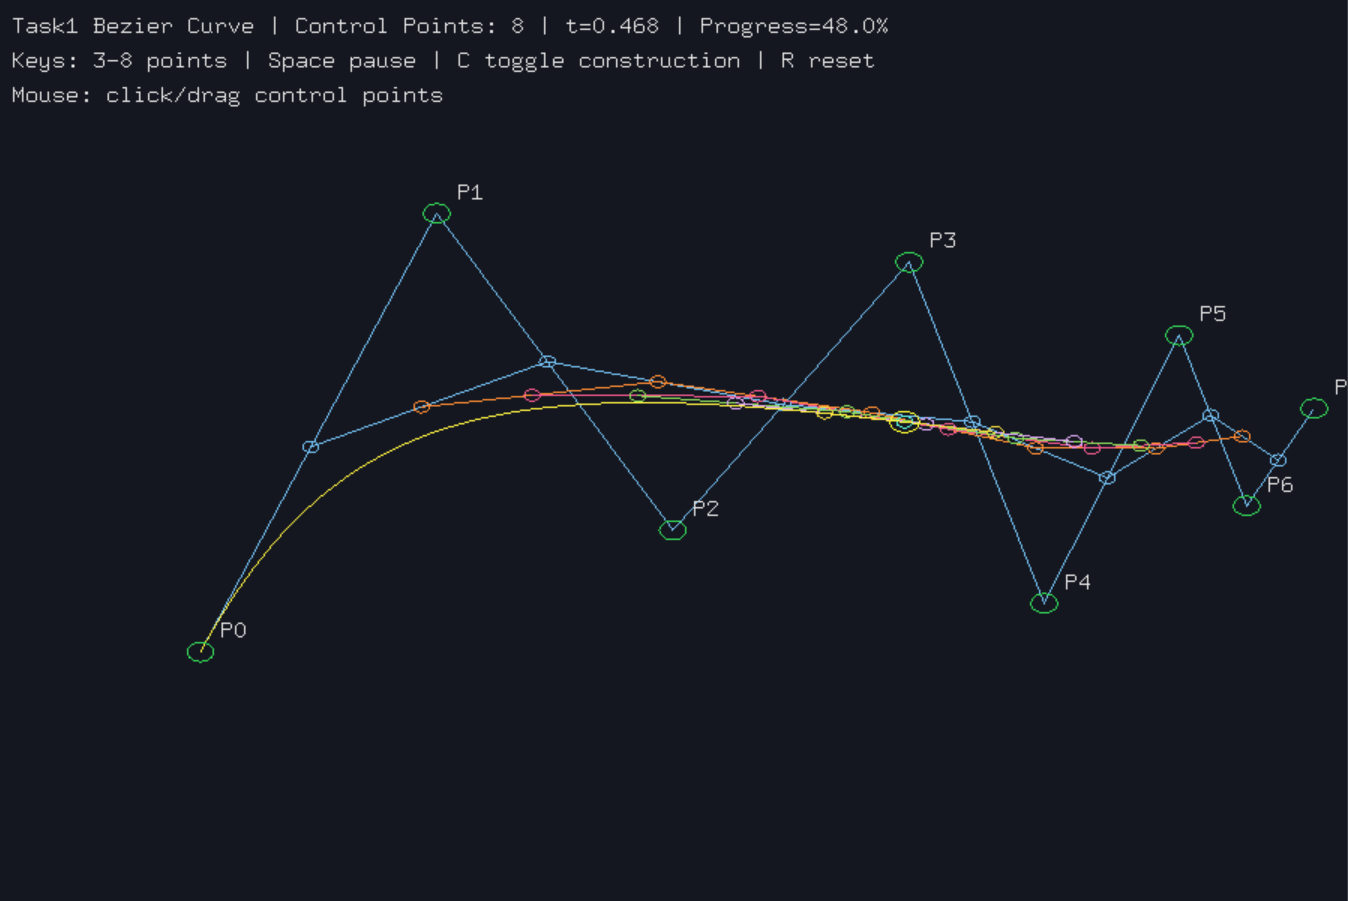 Task1 Bezier Curve | Control Points: 8 | t=0.468 | Progress=48.0%
Keys: 3-8 points | Space pause | C toggle construction | R reset
Mouse: click/drag control points
P1
P3
P5
P
P6
P2
P4
P0